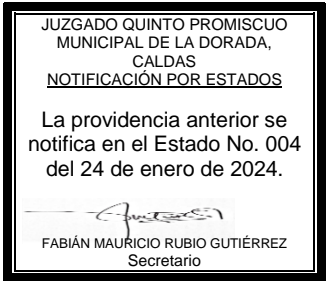 JUZGADO QUINTO PROMISCUO
MUNICIPAL DE LA DORADA,
CALDAS
NOTIFICACIÓN POR ESTADOS
La providencia anterior se
notifica en el Estado No. 004
del 24 de enero de 2024.
FABIÁN MAURICIO RUBIO GUTIÉRREZ
Secretario